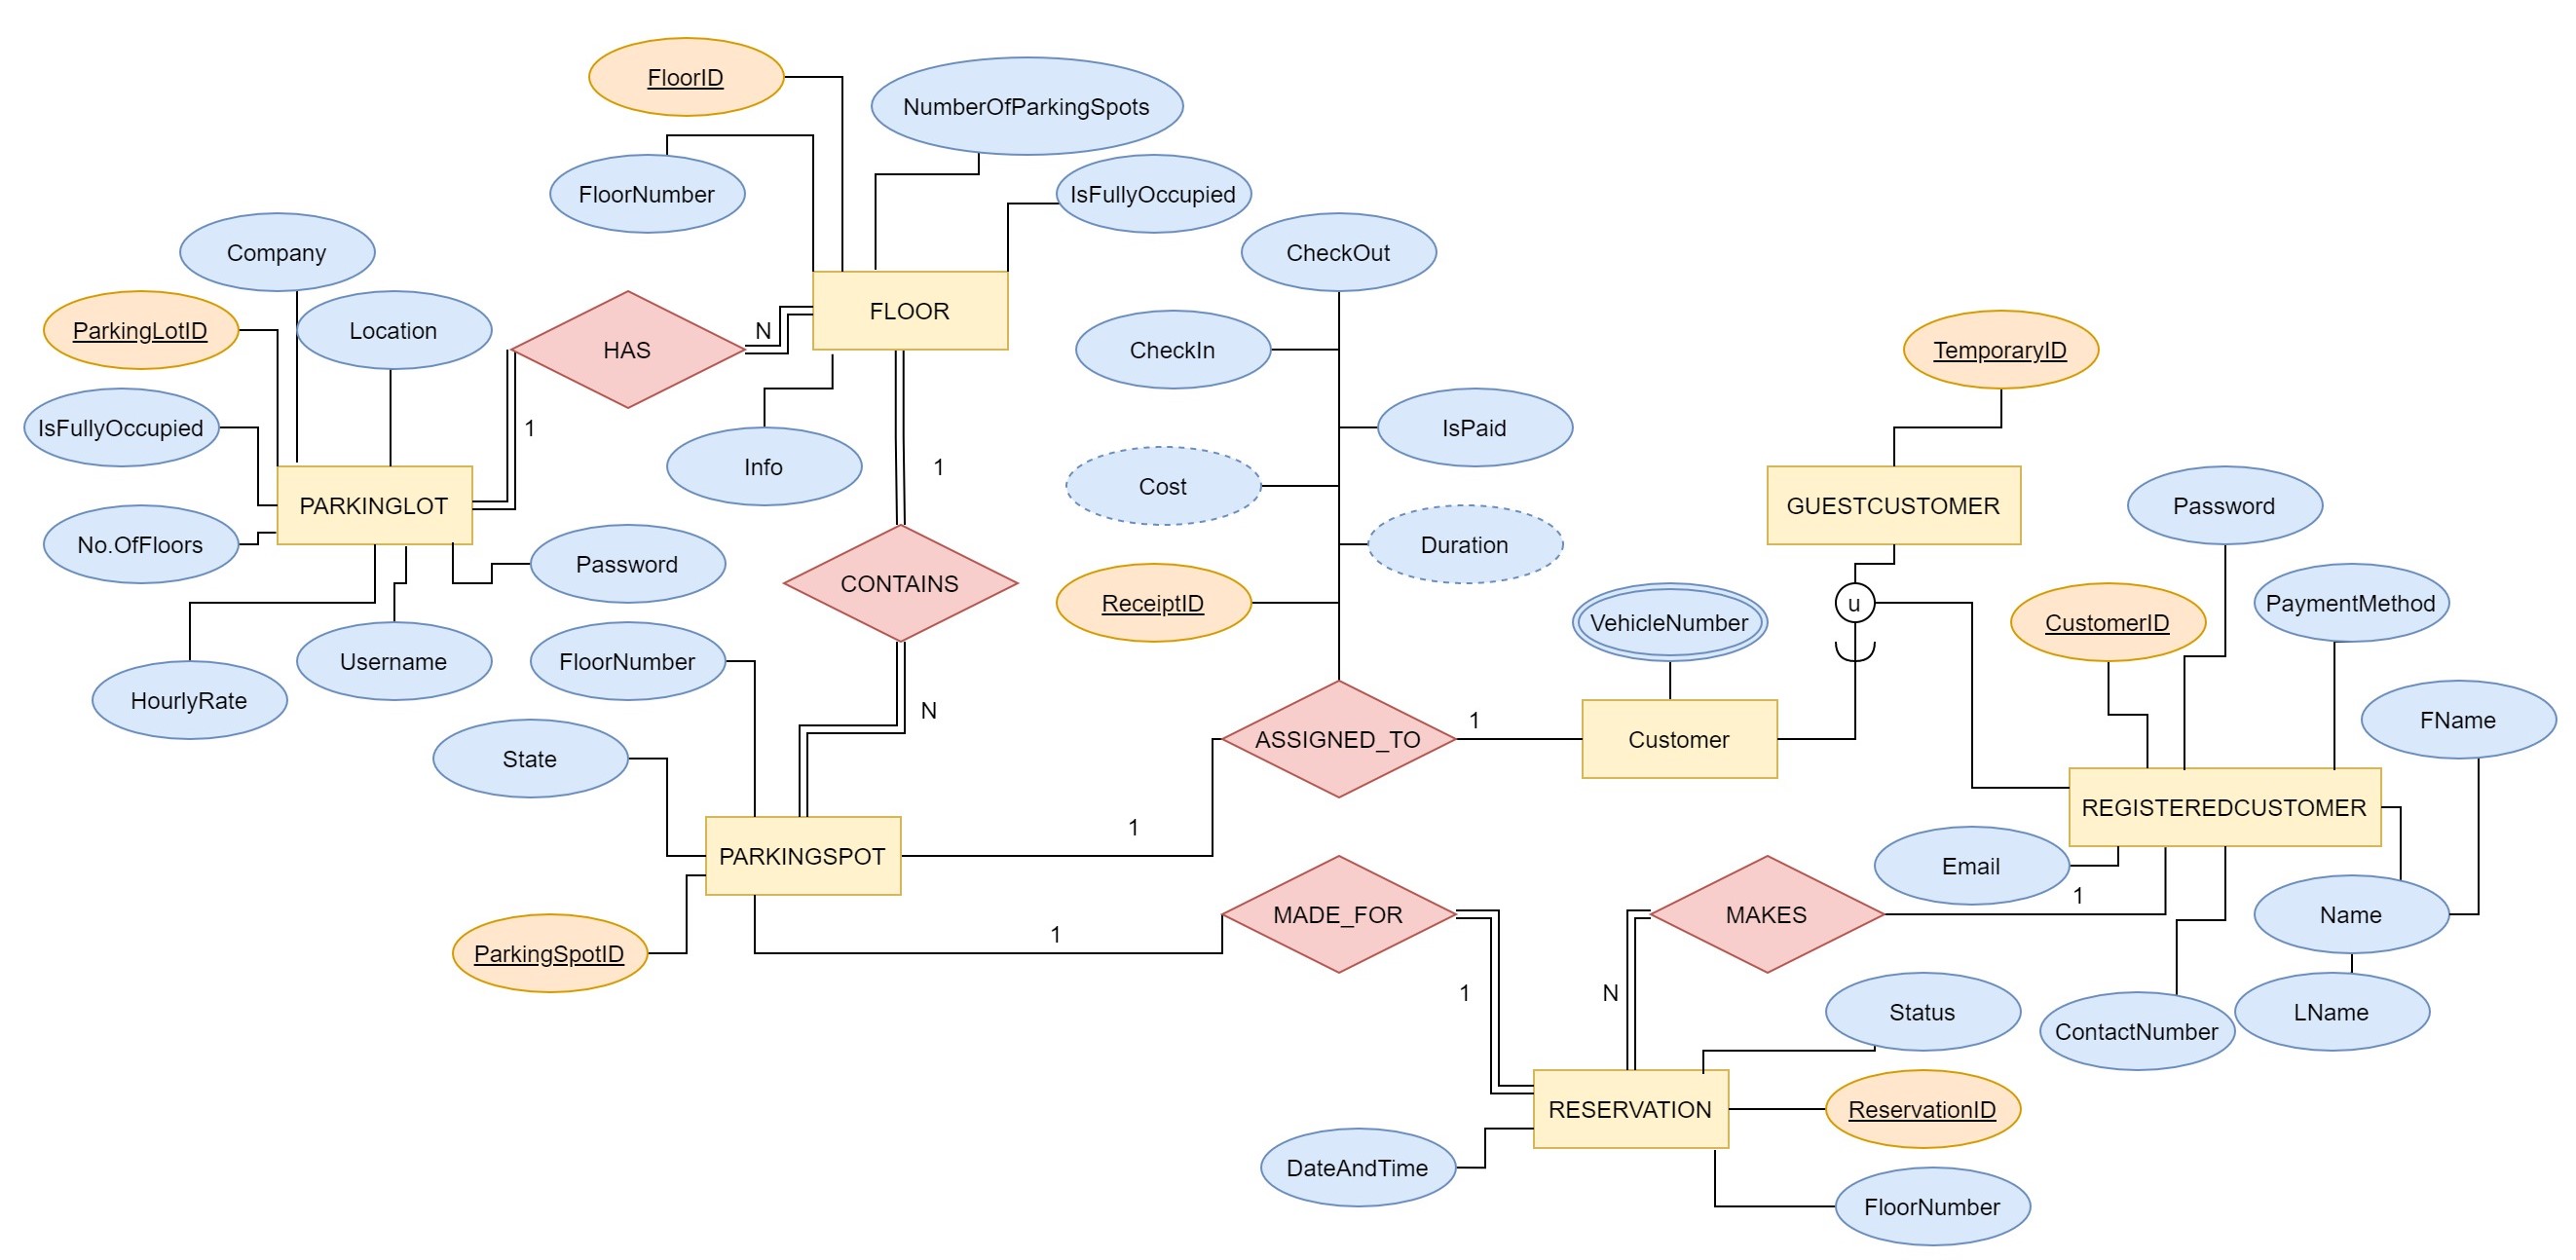 FloorID
NumberOfParkingSpots
FloorNumber
IsFullyOccupied
Company
CheckOut
FLOOR
ParkingLotID
Location
HAS
N
CheckIn
TemporaryID
IsFullyOccupied
1
IsPaid
Info
1
Cost
PARKINGLOT
GUESTCUSTOMER
Password
No.OfFloors
Duration
Password
CONTAINS
ReceiptID
u
PaymentMethod
VehicleNumber
CustomerID
Username
FloorNumber
HourlyRate
N
1
FName
State
ASSIGNED_TO
Customer
1
REGISTEREDCUSTOMER
PARKINGSPOT
Email
1
1
MADE_FOR
MAKES
Name
ParkingSpotID
1
N
Status
LName
ContactNumber
RESERVATION
ReservationID
DateAndTime
FloorNumber